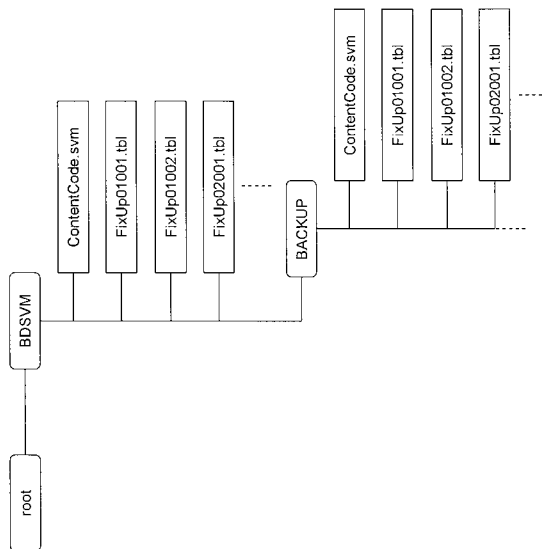 root
BDSVM
ContentCode.svm
FixUp01001.tbl
FixUp01002.tbl
FixUp02001.tbl
BACKUP
ContentCode.svm
FixUp01001.tbl
FixUp01002.tbl
FixUp02001.tbl